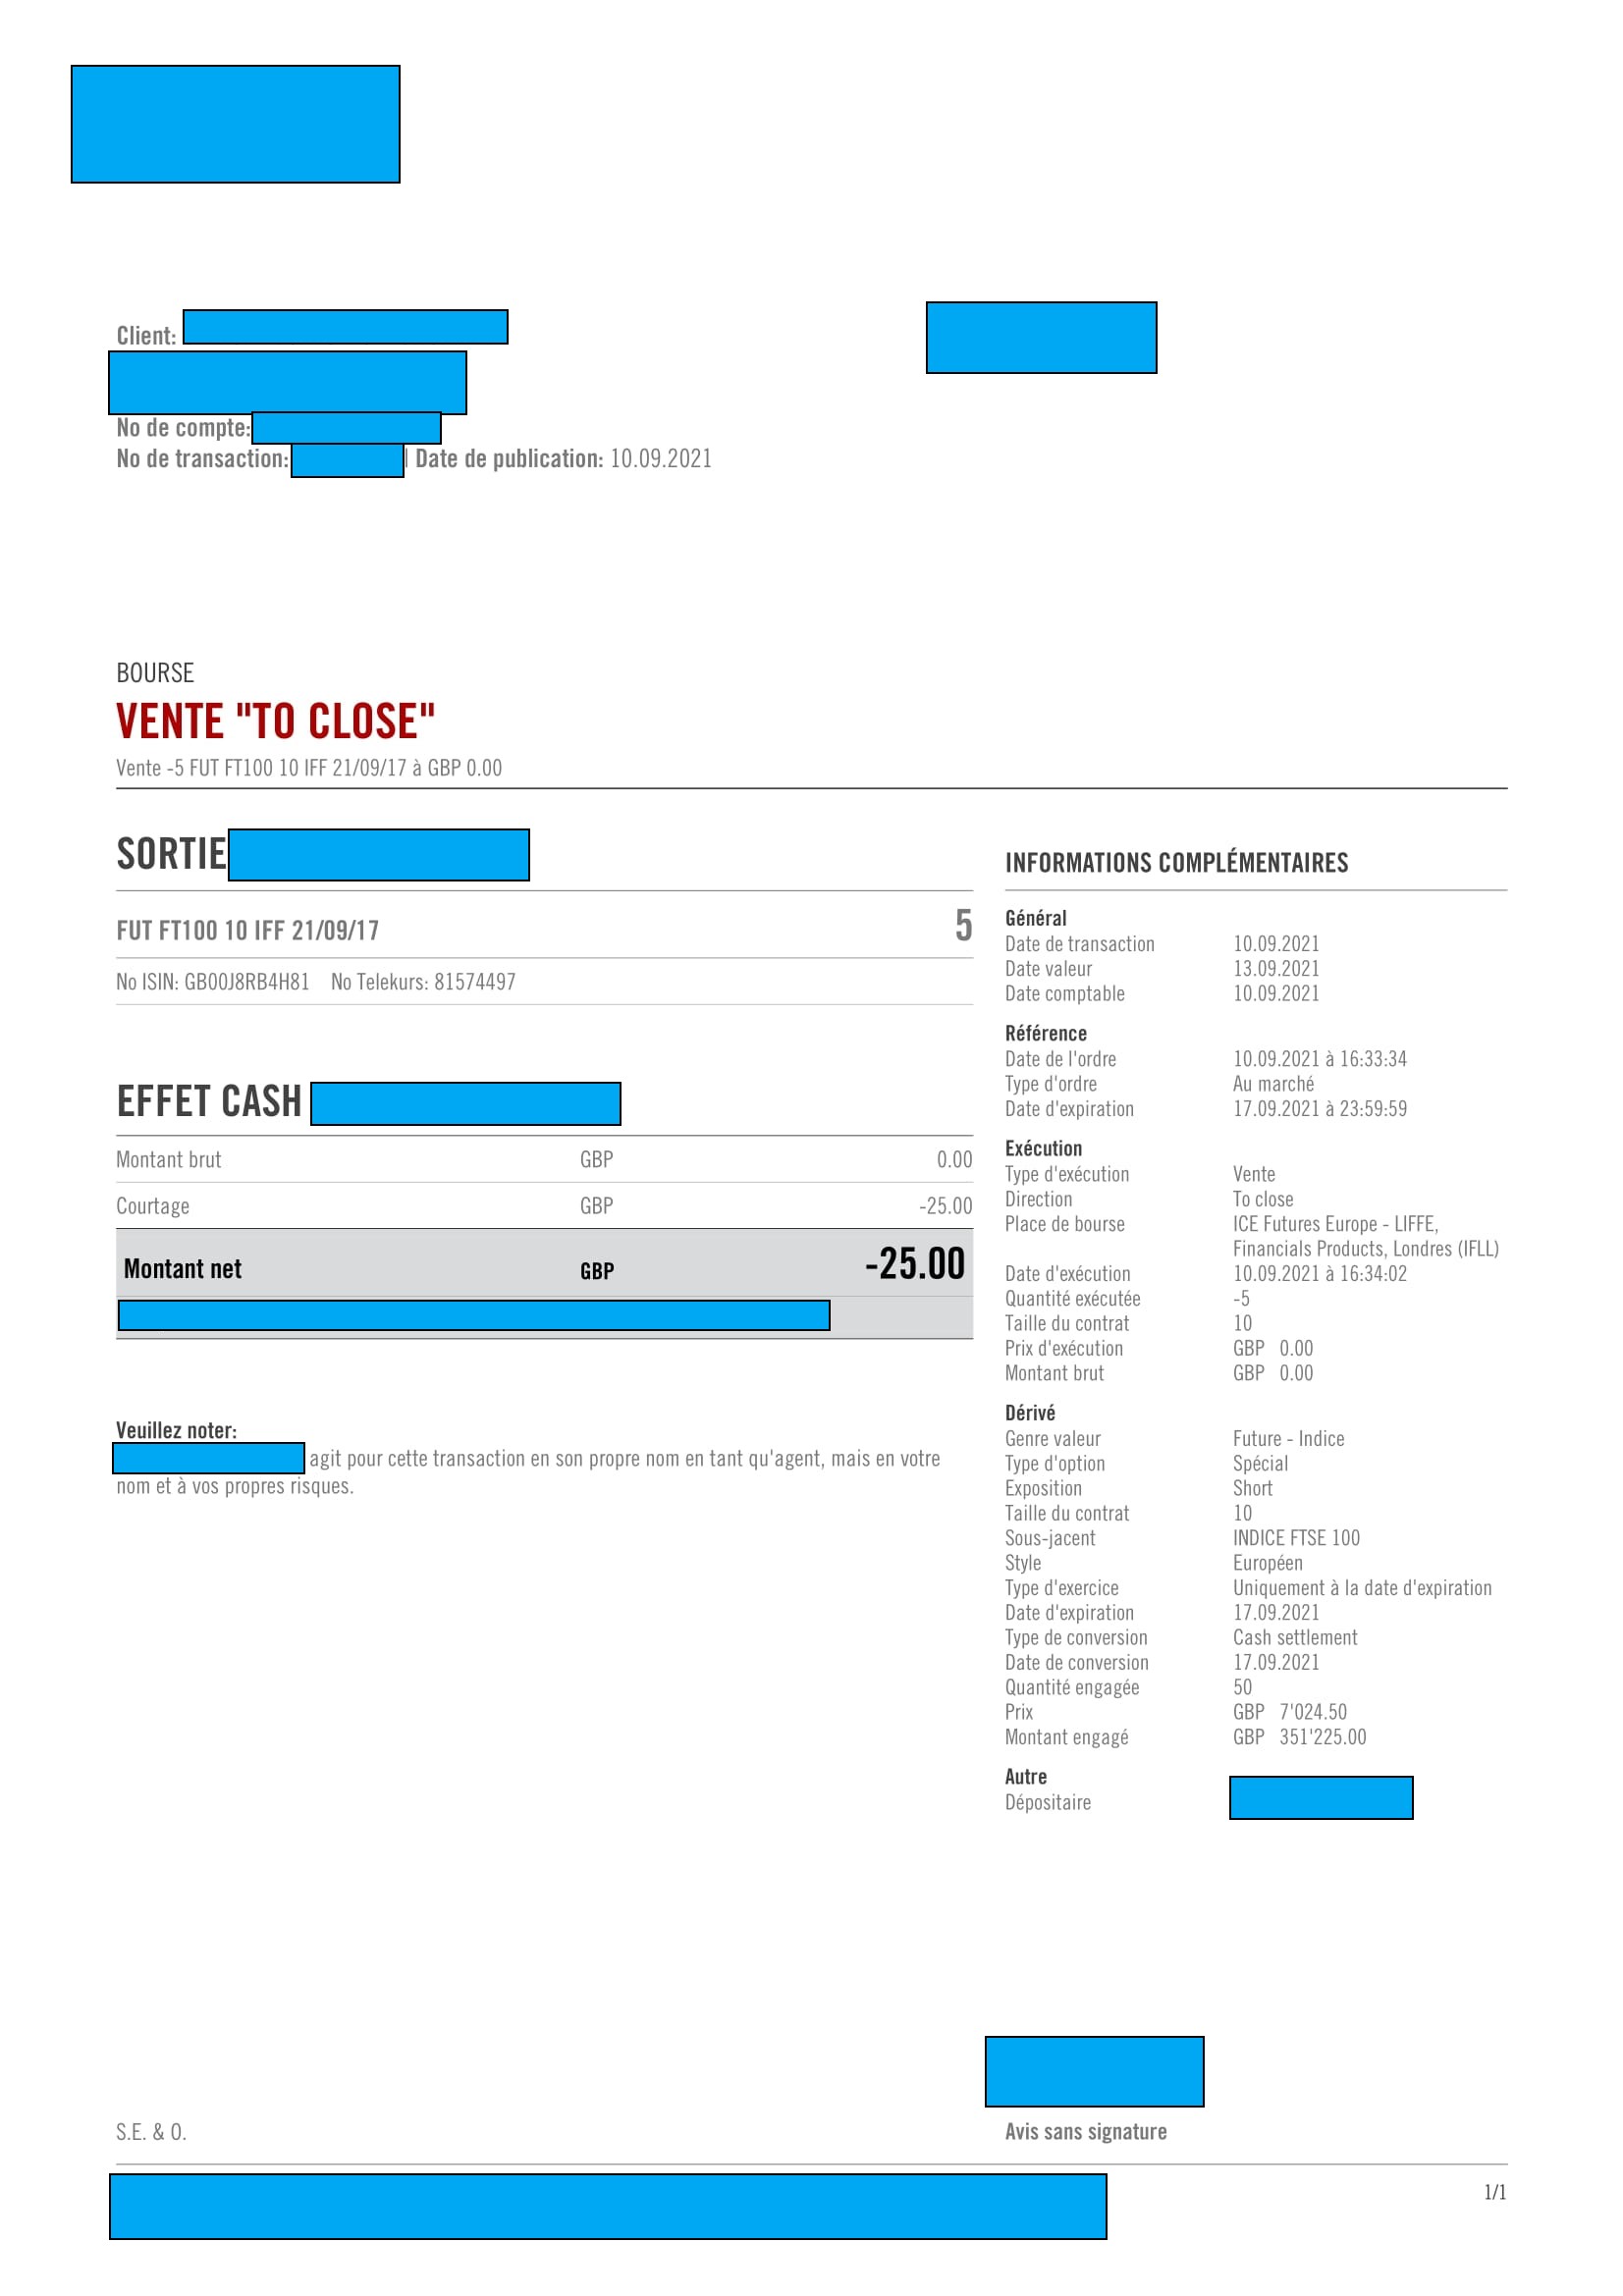 Client:
No de compte:
No de transaction: | Date de publication: 10.09.2021
BOURSE
VENTE "TO CLOSE"
Vente -5 FUT FT100 10 IFF 21/09/17 à GBP 0.00
SORTIE
FUT FT100 10 IFF 21/09/17 5
No ISIN: GB00J8RB4H81 No Telekurs: 81574497
EFFET CASH
Montant brut GBP 0.00
Courtage GBP -25.00
Montant net GBP -25.00
Veuillez noter:
agit pour cette transaction en son propre nom en tant qu'agent, mais en votre
nom et à vos propres risques.
INFORMATIONS COMPLÉMENTAIRES
Général
Date de transaction 10.09.2021
Date valeur 13.09.2021
Date comptable 10.09.2021
Référence
Date de l'ordre 10.09.2021 à 16:33:34
Type d'ordre Au marché
Date d'expiration 17.09.2021 à 23:59:59
Exécution
Type d'exécution Vente
Direction To close
Place de bourse ICE Futures Europe - LIFFE,
Financials Products, Londres (IFLL)
Date d'exécution 10.09.2021 à 16:34:02
Quantité exécutée -5
Taille du contrat 10
Prix d'exécution GBP 0.00
Montant brut GBP 0.00
Dérivé
Genre valeur Future - Indice
Type d'option Spécial
Exposition Short
Taille du contrat 10
Sous-jacent INDICE FTSE 100
Style Européen
Type d'exercice Uniquement à la date d'expiration
Date d'expiration 17.09.2021
Type de conversion Cash settlement
Date de conversion 17.09.2021
Quantité engagée 50
Prix GBP 7'024.50
Montant engagé GBP 351'225.00
Autre
Dépositaire
S.E. & O.
Avis sans signature
1/1